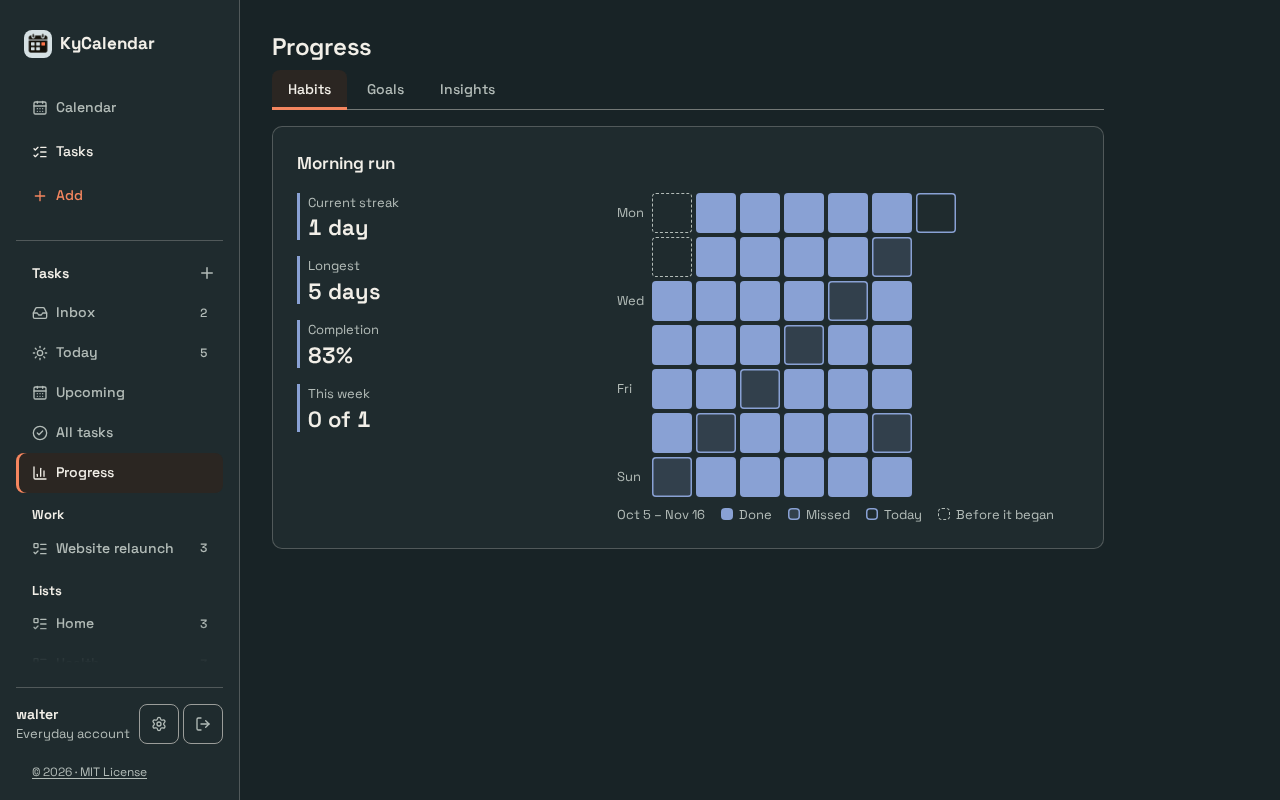 KyCalendar
Calendar
Tasks
Add
Tasks
Inbox 2
Today 5
Upcoming
All tasks
Progress
Work
Website relaunch 3
Lists
Home 3
walter
Everyday account
© 2026 · MIT License
Progress
Habits Goals Insights
Morning run
Current streak
1 day
Longest
5 days
Completion
83%
This week
0 of 1
Mon
Wed
Fri
Sun
Oct 5 – Nov 16 Done Missed Today Before it began